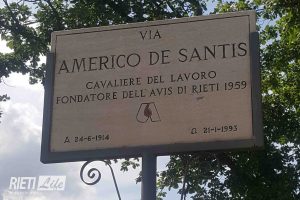 VIA
AMERICO DE SANTIS
CAVALIERE DEL LAVORO
FONDATORE DELL'AVIS DI RIETI 1959
24-6-1914 21-1-1993
RIETI Life